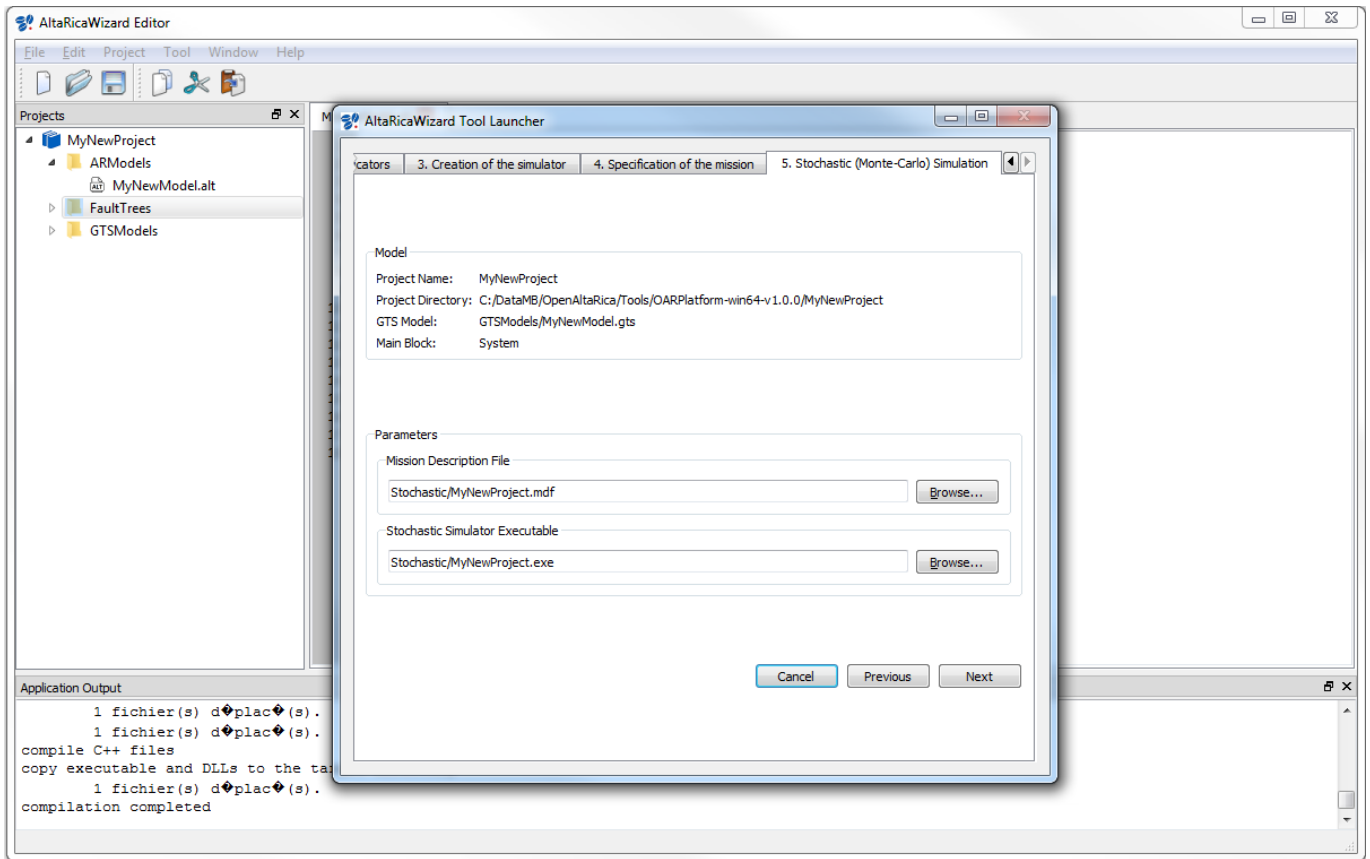 AltaRicaWizard Editor
File Edit Project Tool Window Help
Projects
MyNewProject
ARModels
ALT MyNewModel.alt
FaultTrees
GTSModels
M
AltaRicaWizard Tool Launcher
cators 3. Creation of the simulator 4. Specification of the mission 5. Stochastic (Monte-Carlo) Simulation
Model
Project Name: MyNewProject
Project Directory: C:/DataMB/OpenAltaRica/Tools/OARPlatform-win64-v1.0.0/MyNewProject
GTS Model: GTSModels/MyNewModel.gts
Main Block: System
Parameters
Mission Description File
Stochastic/MyNewProject.mdf Browse...
Stochastic Simulator Executable
Stochastic/MyNewProject.exe Browse...
Cancel Previous Next
Application Output
1 fichier(s) d�plac�(s).
1 fichier(s) d�plac�(s).
compile C++ files
copy executable and DLLs to the ta
1 fichier(s) d�plac�(s).
compilation completed